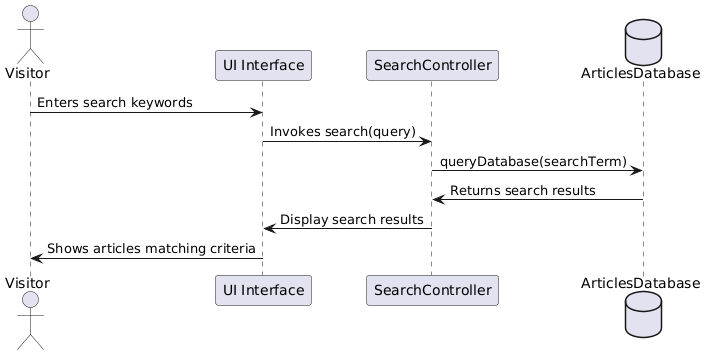 Visitor
UI Interface
SearchController
ArticlesDatabase
Enters search keywords
Invokes search(query)
queryDatabase(searchTerm)
Returns search results
Display search results
Shows articles matching criteria
Visitor
UI Interface
SearchController
ArticlesDatabase